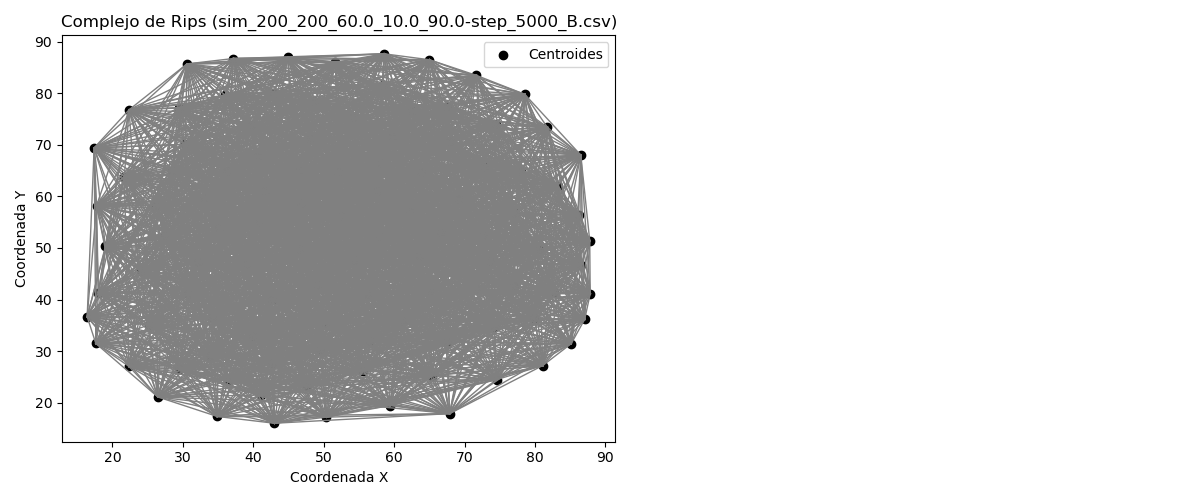 Complejo de Rips (sim_200_200_60.0_10.0_90.0-step_5000_B.csv)
Centroides
90
80
70
60
50
40
30
20
Coordenada Y
20 30 40 50 60 70 80 90
Coordenada X